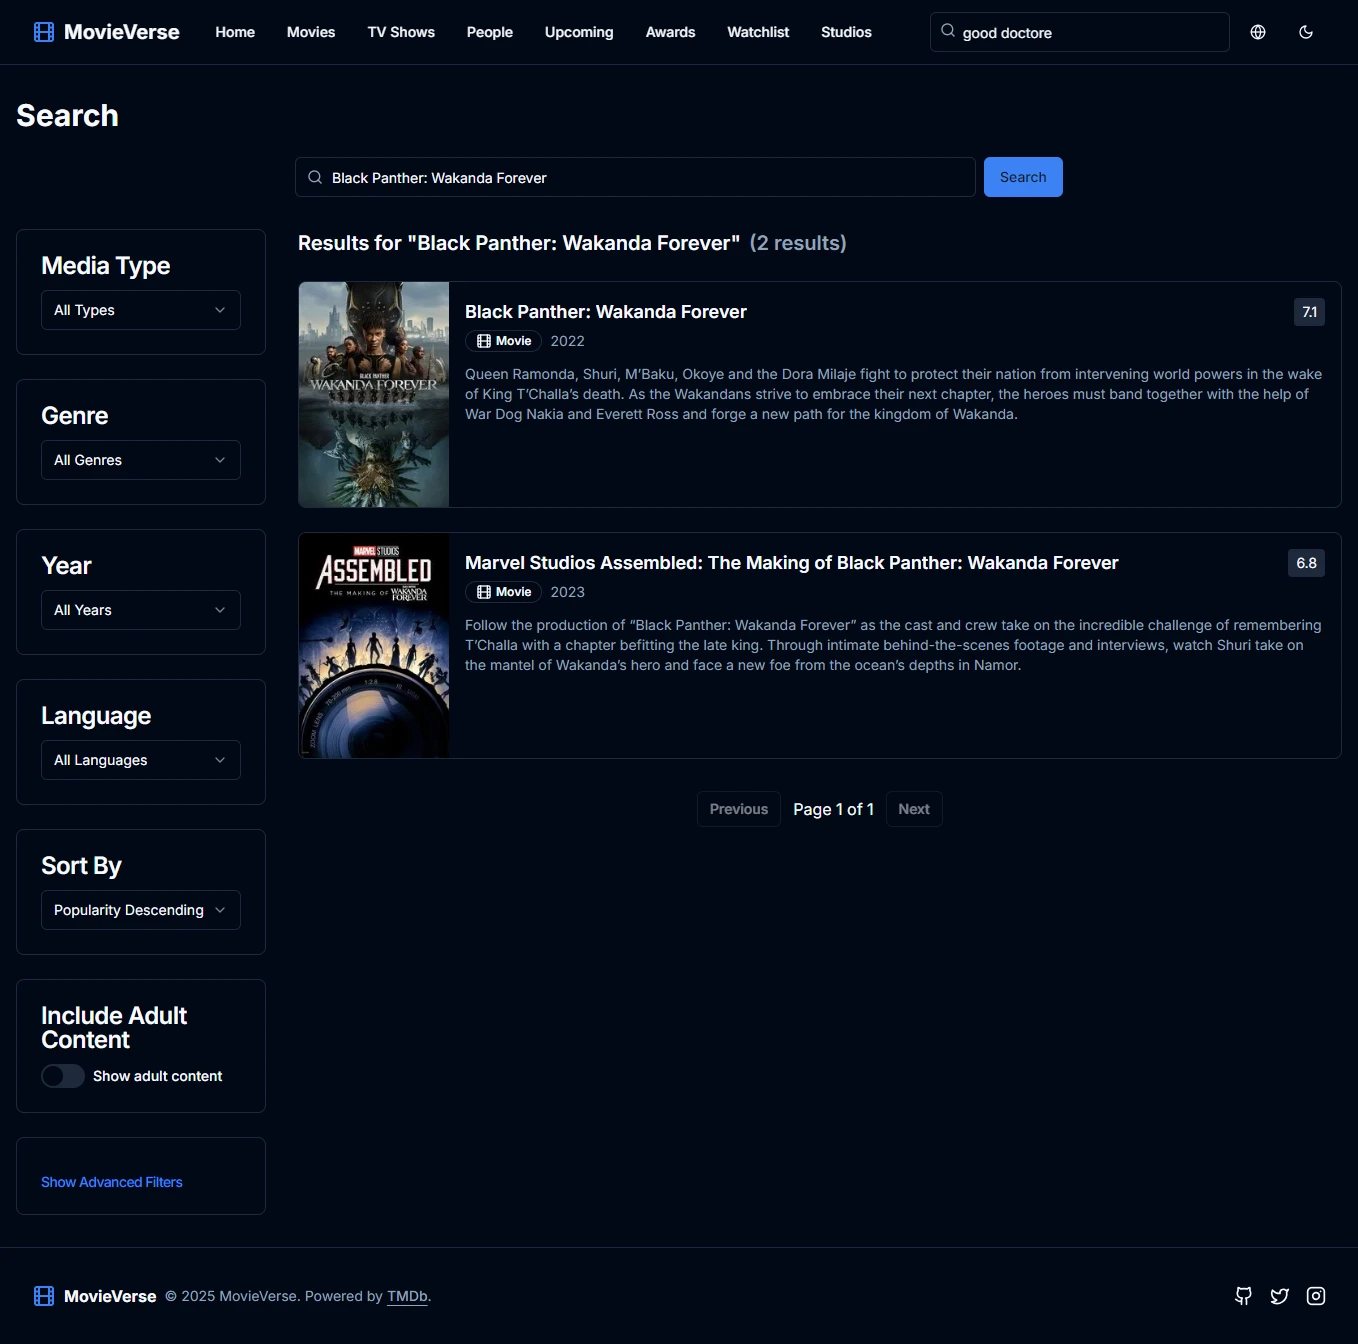 MovieVerse
Home
Movies
TV Shows
People
Upcoming
Awards
Watchlist
Studios
good doctore
Search
Black Panther: Wakanda Forever
Search
Media Type
All Types
Genre
All Genres
Year
All Years
Language
All Languages
Sort By
Popularity Descending
Include Adult
Content
Show adult content
Show Advanced Filters
Results for "Black Panther: Wakanda Forever" (2 results)
BLACK PANTHER
WAKANDA FOREVER
Black Panther: Wakanda Forever
7.1
Movie
2022
Queen Ramonda, Shuri, M’Baku, Okoye and the Dora Milaje fight to protect their nation from intervening world powers in the wake
of King T’Challa’s death. As the Wakandans strive to embrace their next chapter, the heroes must band together with the help of
War Dog Nakia and Everett Ross and forge a new path for the kingdom of Wakanda.
MARVEL STUDIOS
ASSEMBLED
THE MAKING OF
WAKANDA
FOREVER
1:2.8
70-200 mm
ZOOM LENS
Marvel Studios Assembled: The Making of Black Panther: Wakanda Forever
6.8
Movie
2023
Follow the production of “Black Panther: Wakanda Forever” as the cast and crew take on the incredible challenge of remembering
T’Challa with a chapter befitting the late king. Through intimate behind-the-scenes footage and interviews, watch Shuri take on
the mantel of Wakanda’s hero and face a new foe from the ocean’s depths in Namor.
Previous
Page 1 of 1
Next
MovieVerse
© 2025 MovieVerse. Powered by TMDb.